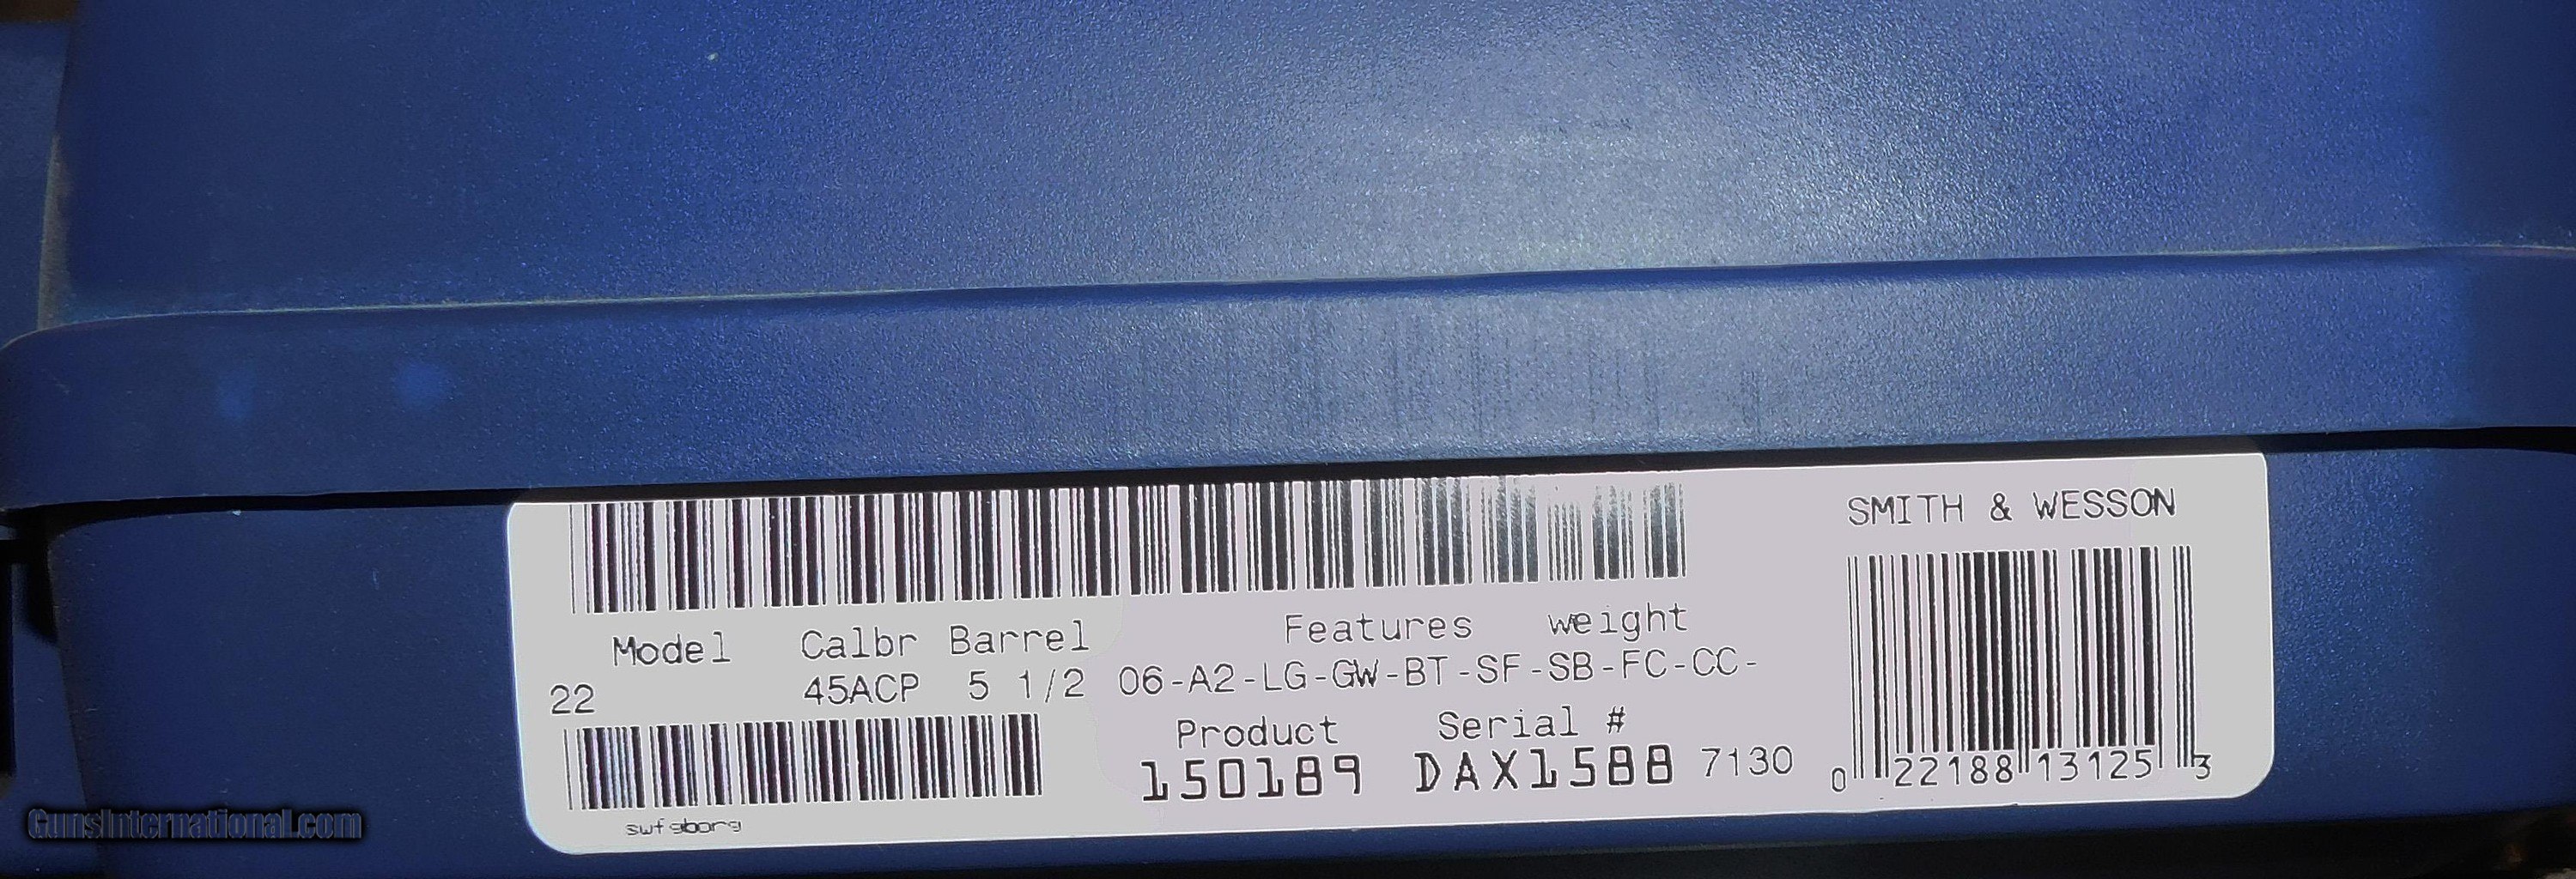 SMITH & WESSON
Model Calbr Barrel Features weight
22 45ACP 5 1/2 06-A2-LG-GW-BT-SF-SB-FC-CC-
Product Serial #
150189 DAX1588 7130
0 22188 13125 3
swfgborg
GunsInternational.com